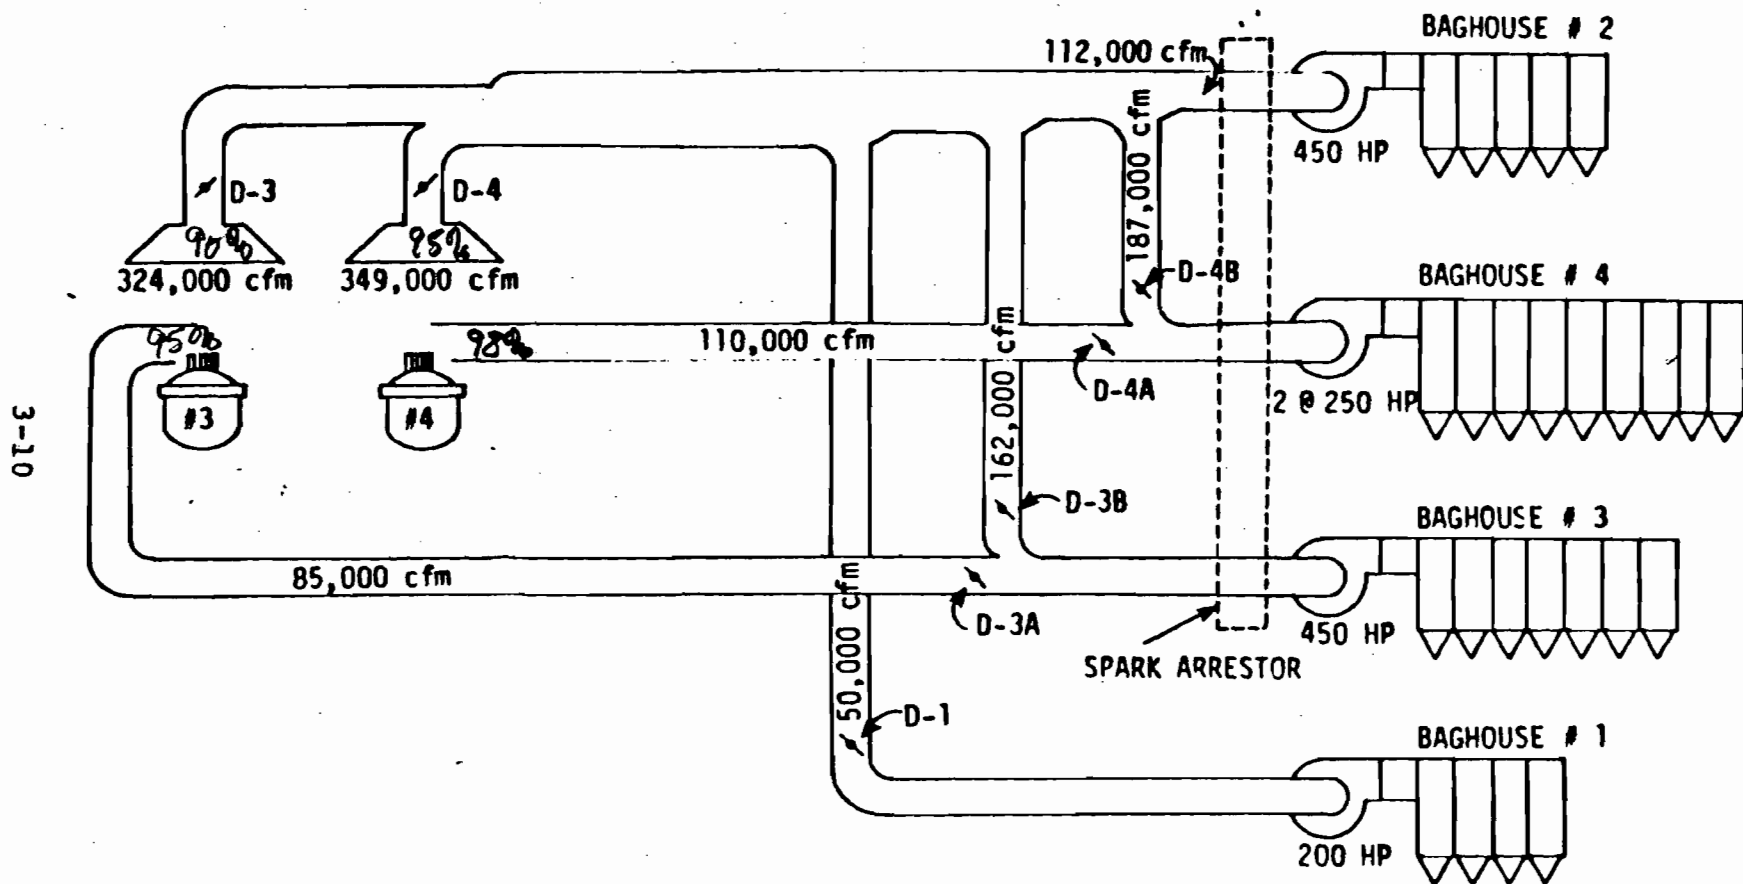 BAGHOUSE # 2
112,000 cfm
187,000 cfm
450 HP
D-3
D-4
90%
95%
324,000 cfm
349,000 cfm
D-4B
BAGHOUSE # 4
95%
98%
110,000 cfm
D-4A
2 @ 250 HP
#3
#4
162,000 cfm
3-10
D-3B
BAGHOUSE # 3
85,000 cfm
D-3A
450 HP
SPARK ARRESTOR
50,000 cfm
D-1
BAGHOUSE # 1
200 HP